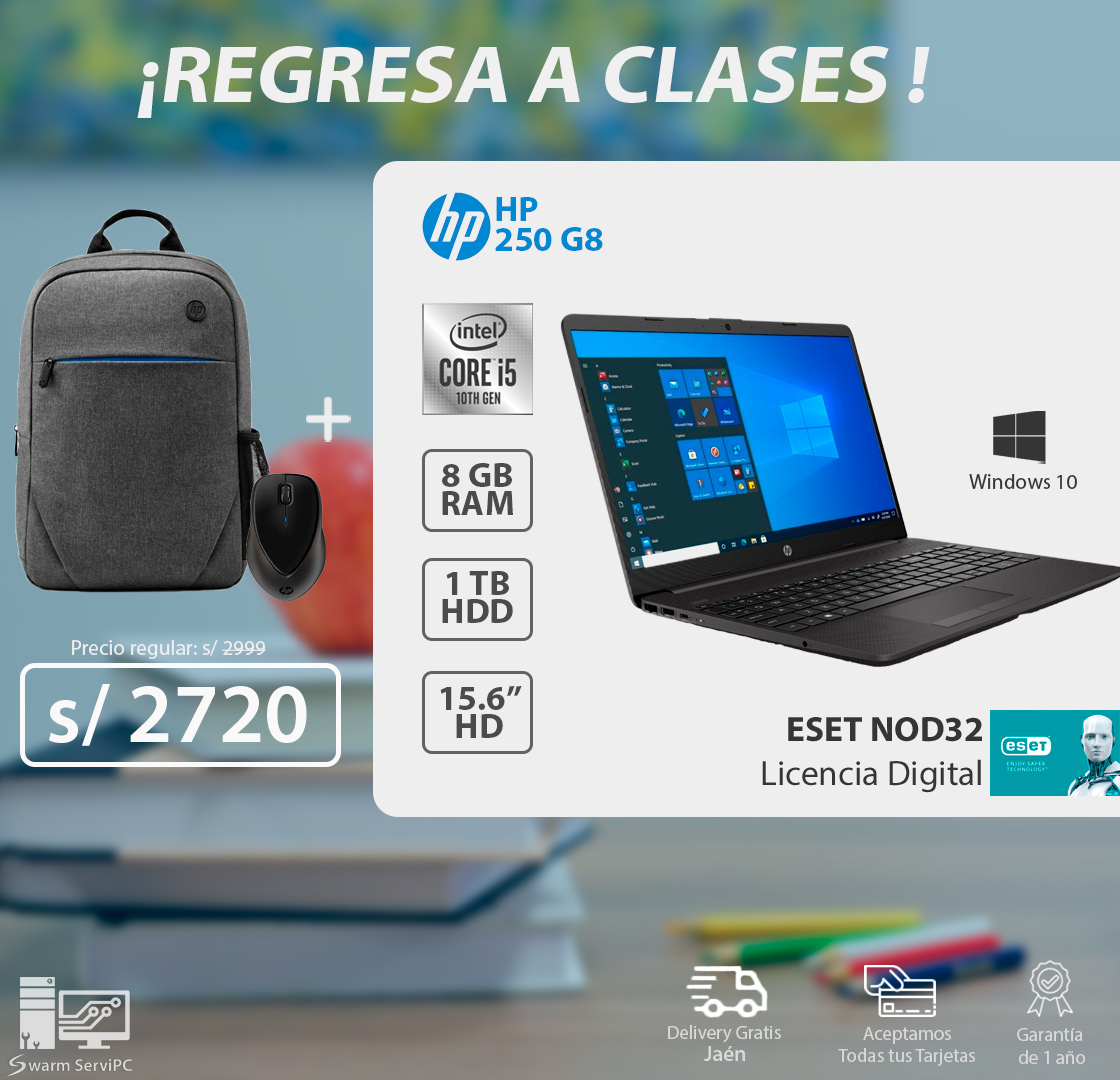 ¡REGRESA A CLASES !
hp
HP
250 G8
intel
CORE i5
10TH GEN
8 GB
RAM
1 TB
HDD
15.6”
HD
Windows 10
Precio regular: s/ 2999
s/ 2720
ESET NOD32
Licencia Digital
eseT
ENJOY SAFER
TECHNOLOGY
Swarm ServiPC
Delivery Gratis
Jaén
Aceptamos
Todas tus Tarjetas
Garantía
de 1 año